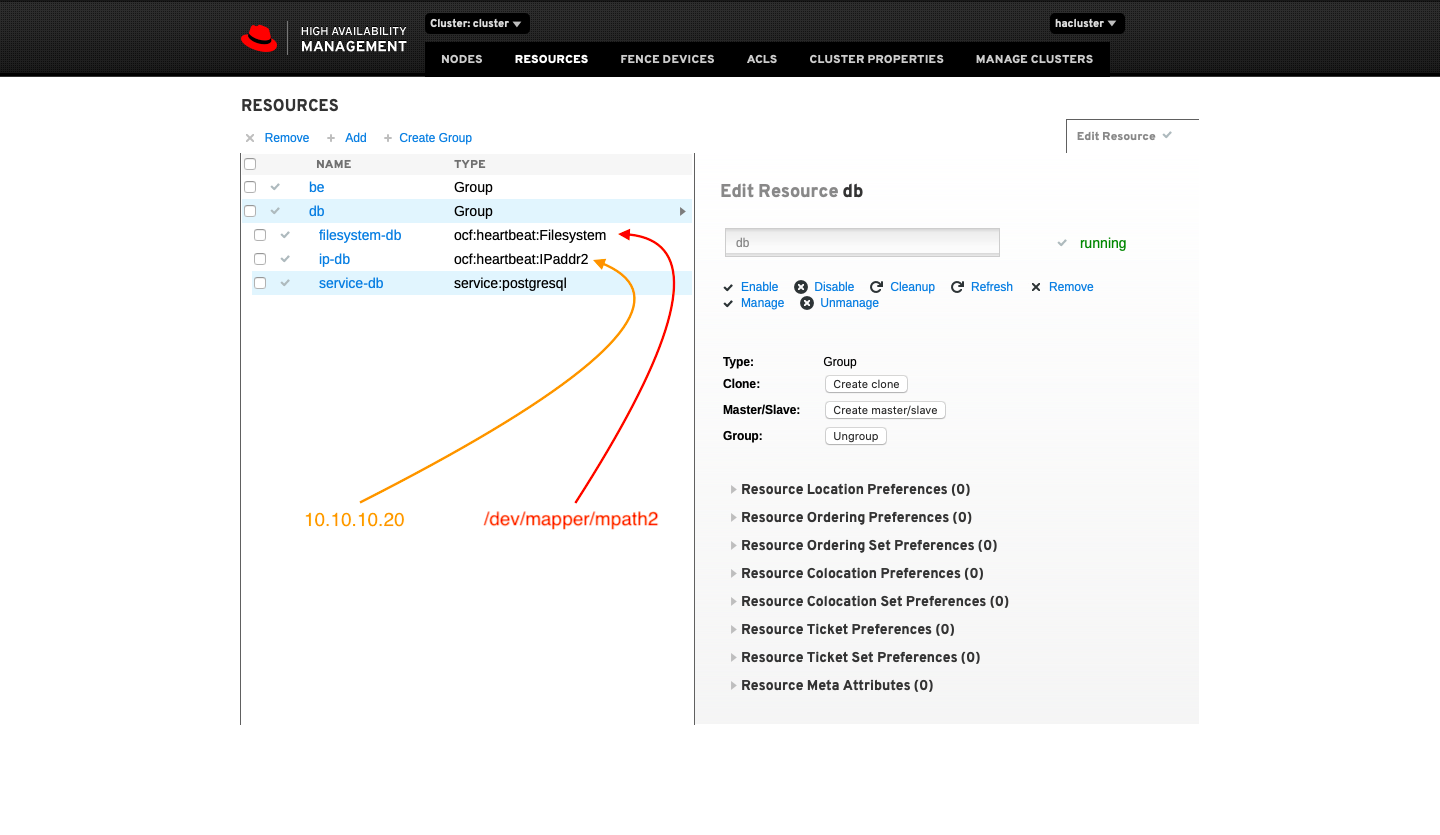 HIGH AVAILABILITY
MANAGEMENT
Cluster: cluster
hacluster
NODES RESOURCES FENCE DEVICES ACLS CLUSTER PROPERTIES MANAGE CLUSTERS
RESOURCES
Remove Add Create Group
Edit Resource
NAME TYPE
be Group
db Group
filesystem-db ocf:heartbeat:Filesystem
ip-db ocf:heartbeat:IPaddr2
service-db service:postgresql
10.10.10.20
/dev/mapper/mpath2
Edit Resource db
db
running
Enable Disable Cleanup Refresh Remove
Manage Unmanage
Type: Group
Clone: Create clone
Master/Slave: Create master/slave
Group: Ungroup
Resource Location Preferences (0)
Resource Ordering Preferences (0)
Resource Ordering Set Preferences (0)
Resource Colocation Preferences (0)
Resource Colocation Set Preferences (0)
Resource Ticket Preferences (0)
Resource Ticket Set Preferences (0)
Resource Meta Attributes (0)